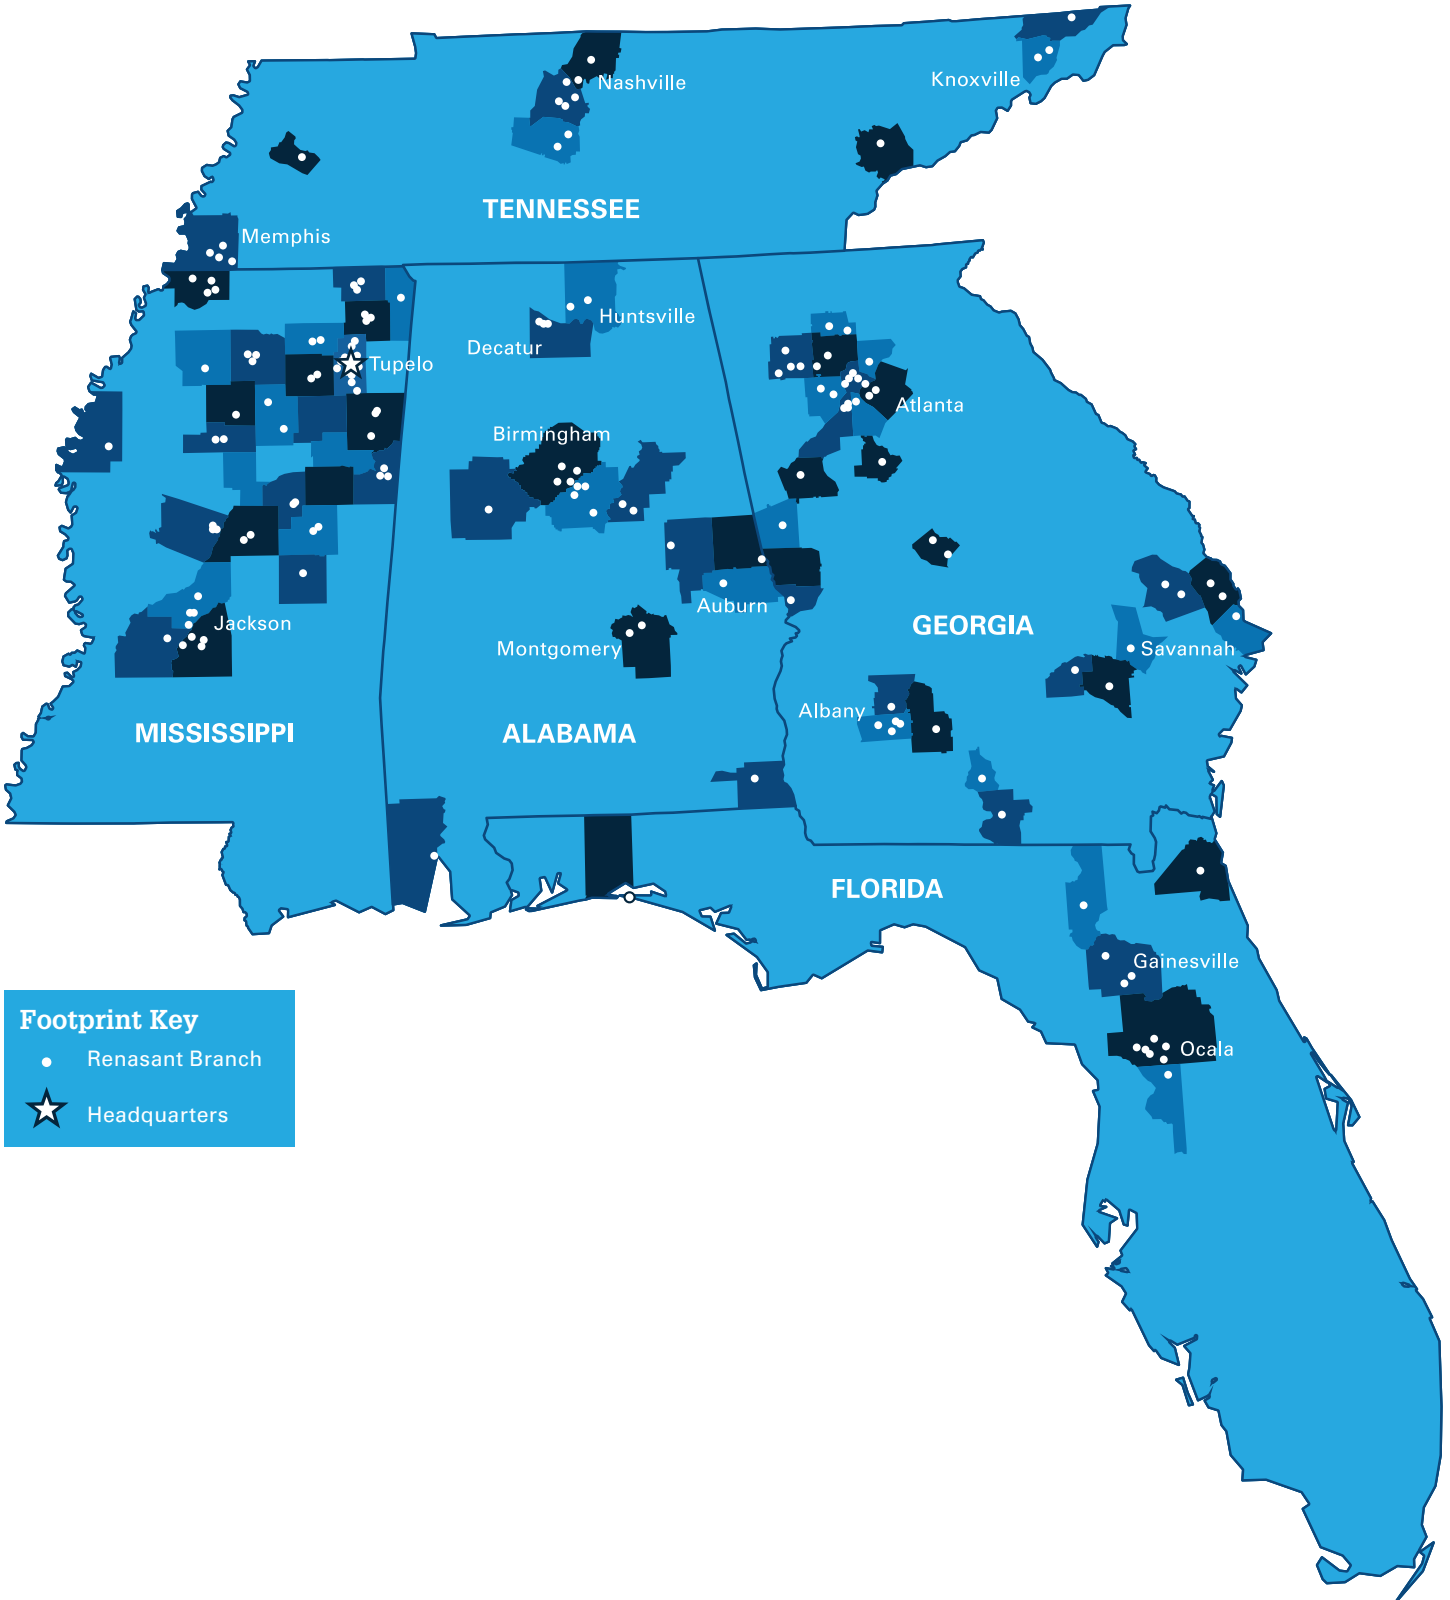 Knoxville
Nashville
TENNESSEE
Memphis
Huntsville
Decatur
Tupelo
Atlanta
Birmingham
Auburn
Jackson
GEORGIA
Montgomery
Savannah
Albany
MISSISSIPPI
ALABAMA
FLORIDA
Gainesville
Ocala
Footprint Key
Renasant Branch
Headquarters